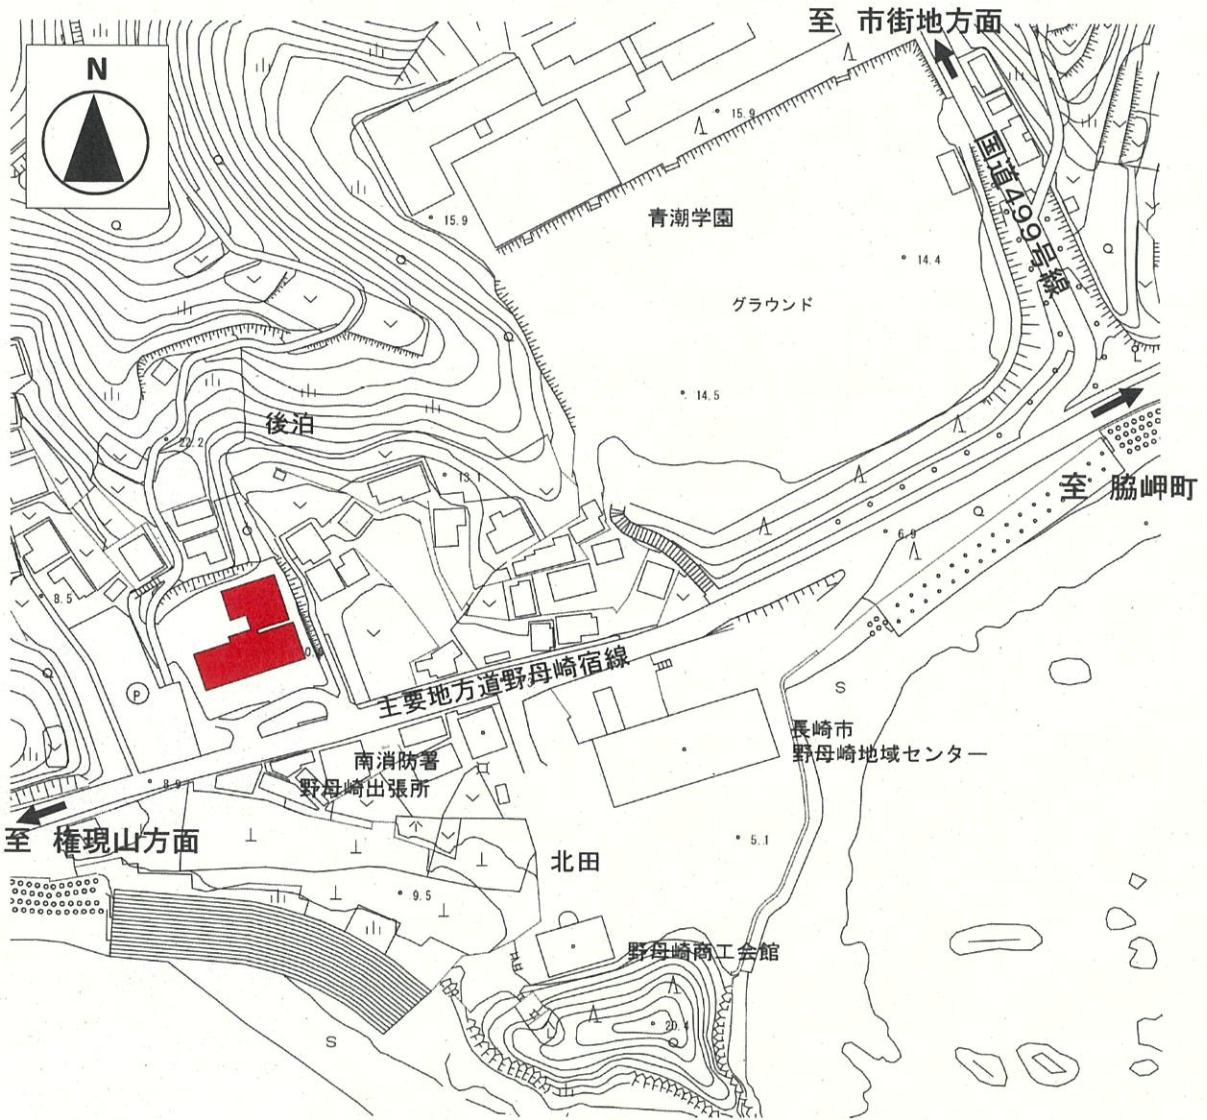 至 市街地方面
N
15.9
国道499号線
15.9
青潮学園
14.4
グラウンド
14.5
後泊
22.2
13.1
至 脇岬町
6.9
8.5
P
主要地方道野母崎宿線
S
長崎市
野母崎地域センター
南消防署
野母崎出張所
8.9
至 権現山方面
5.1
北田
9.5
野母崎商工会館
20.4
S